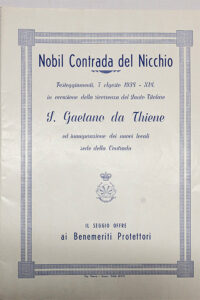 Nobil Contrada del Nicchio
Festeggiamenti, 7 Agosto 1938 - XVI.
in occasione della ricorrenza del Santo Titolare
S. Gaetano da Thiene
ed inaugurazione dei nuovi locali
sede della Contrada
IL SEGGIO OFFRE
ai Benemeriti Protettori